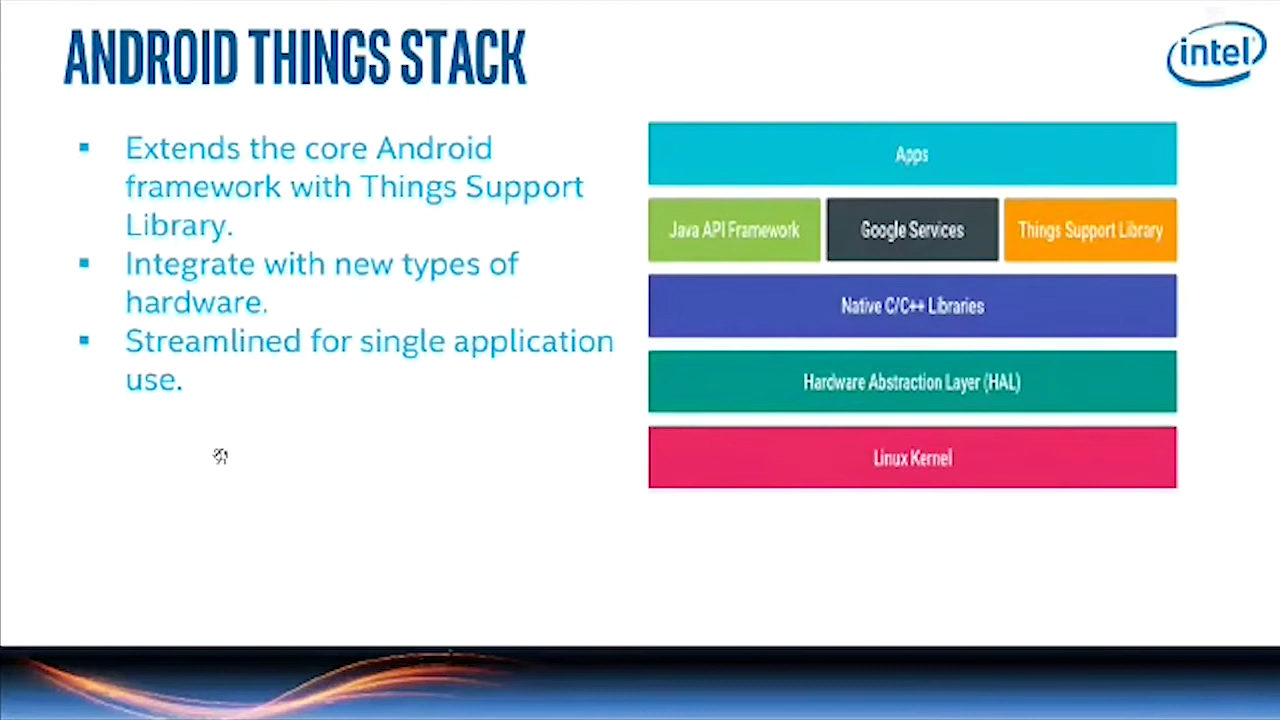 ANDROID THINGS STACK
intel
▪ Extends the core Android
framework with Things Support
Library.
▪ Integrate with new types of
hardware.
▪ Streamlined for single application
use.
Apps
Java API Framework
Google Services
Things Support Library
Native C/C++ Libraries
Hardware Abstraction Layer (HAL)
Linux Kernel